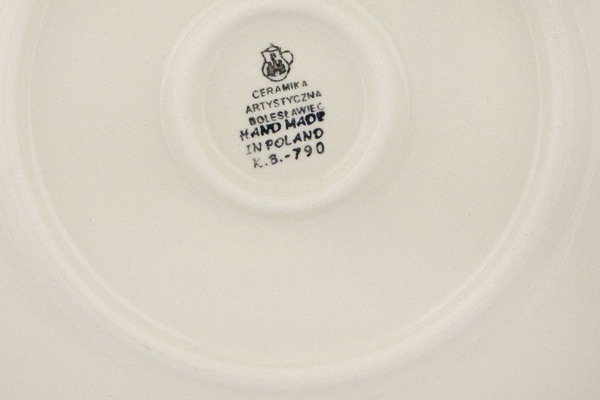 CERAMIKA
ARTYSTYCZNA
BOLESŁAWIEC
HAND MADE
IN POLAND
K.B.-790